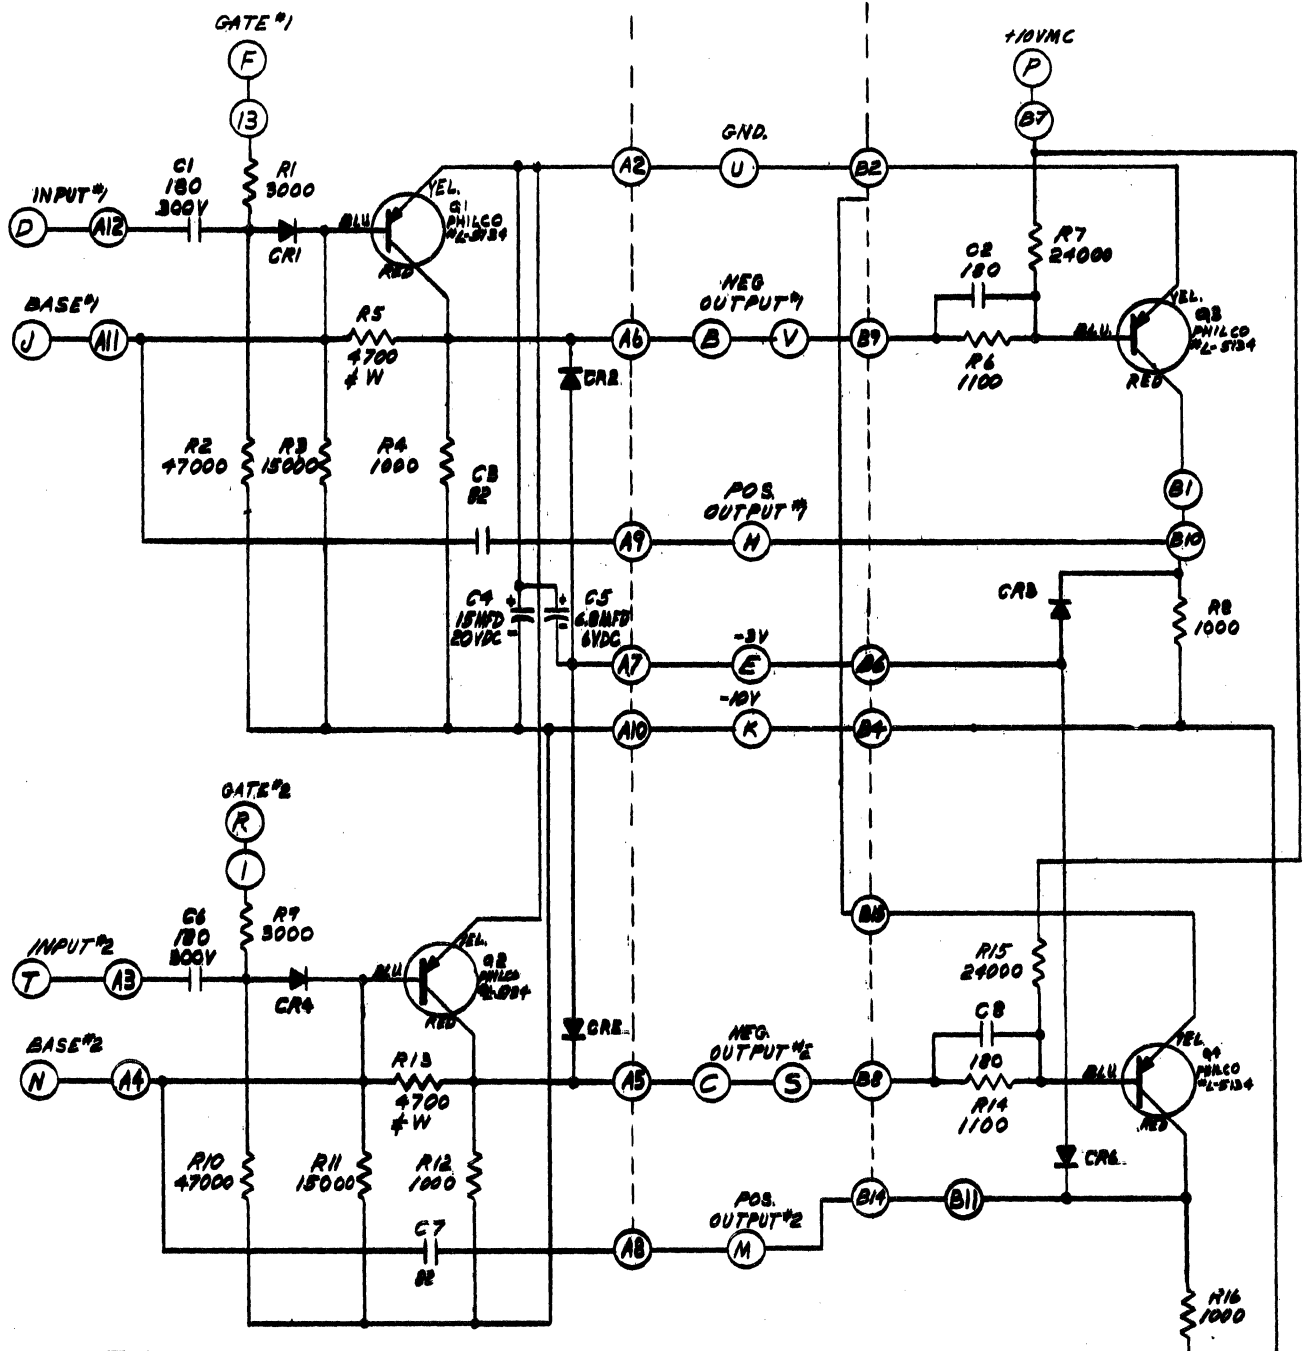 GATE #1
F
13
+10VMC
P
B7
C1
180
300V
R1
3000
INPUT #1
D
A12
CR1
BLU
YEL.
Q1
PHILCO
#L-5134
RED
A2
GND.
U
B2
BASE #1
J
A11
R5
4700
A6
NEG
OUTPUT #1
B
V
B9
C2
180
R7
24000
R6
1100
BLU.
YEL.
Q3
PHILCO
#L-5134
RED
CR2
R2
47000
R3
15000
R4
1000
C3
82
A9
POS.
OUTPUT #1
H
B1
B10
C4
15MFD
20VDC
+
-
C5
6.8MFD
6VDC
+
-
CR3
R8
1000
A7
-3V
E
B6
A10
-10V
K
B4
GATE #2
R
1
C6
180
300V
R9
3000
INPUT #2
T
A3
CR4
BLU
YEL.
Q2
PHILCO
RED
B15
R15
24000
BASE #2
N
A4
R13
4700
A5
NEG.
OUTPUT #2
C
S
B8
C8
180
R14
1100
BLU
YEL.
Q4
PHILCO
#L-5134
RED
R10
47000
R11
15000
R12
1000
CR6
C7
82
A8
POS.
OUTPUT #2
M
B14
B11
R16
1000